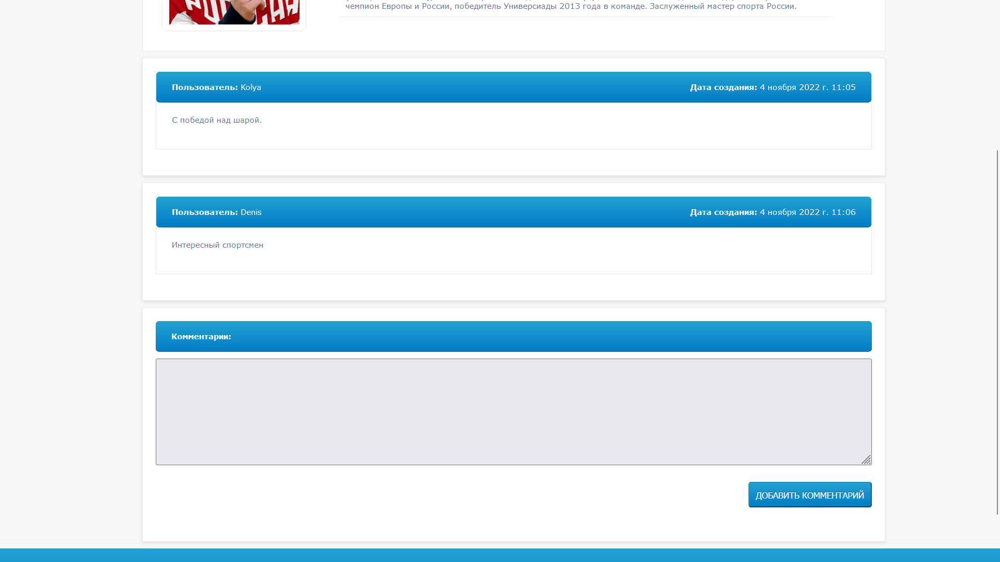 чемпион Европы и России, победитель Универсиады 2013 года в команде. Заслуженный мастер спорта России.
Пользователь: Kolya Дата создания: 4 ноября 2022 г. 11:05
С победой над шарой.
Пользователь: Denis Дата создания: 4 ноября 2022 г. 11:06
Интересный спортсмен
Комментарии:
ДОБАВИТЬ КОММЕНТАРИЙ